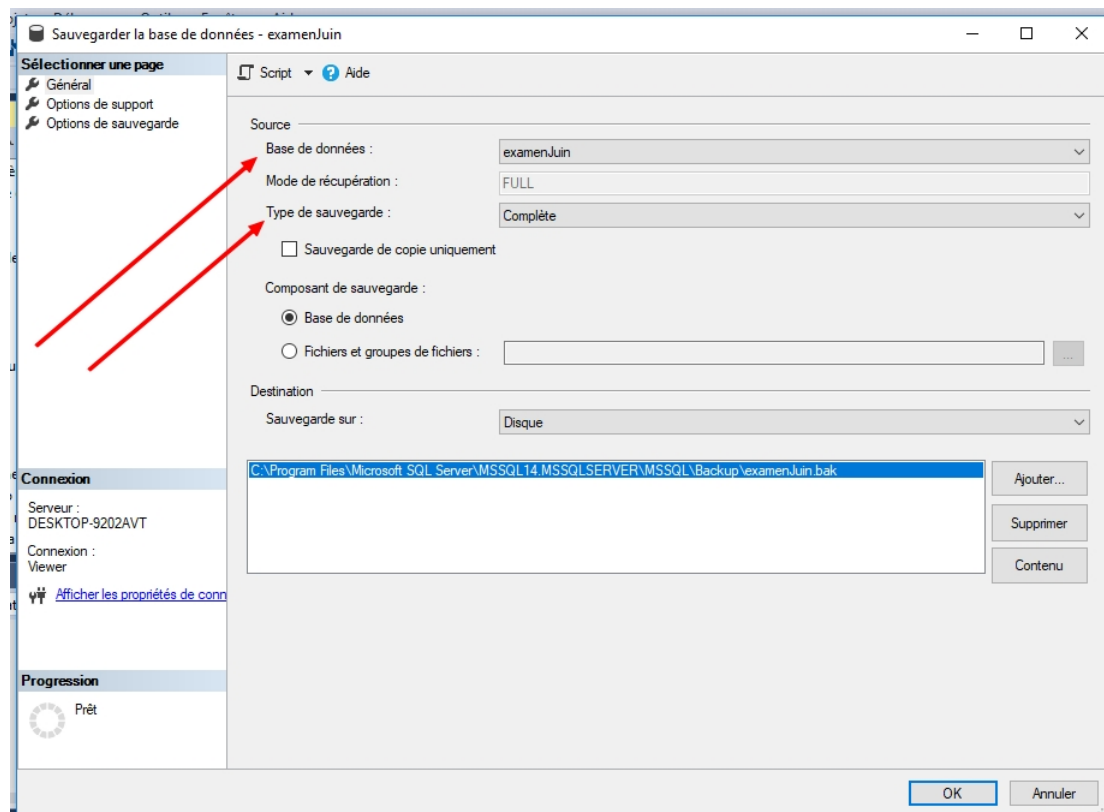 Sauvegarder la base de données - examenJuin
Sélectionner une page
Général
Options de support
Options de sauvegarde
Script
Aide
Source
Base de données :
examenJuin
Mode de récupération :
FULL
Type de sauvegarde :
Complète
Sauvegarde de copie uniquement
Composant de sauvegarde :
Base de données
Fichiers et groupes de fichiers :
...
Destination
Sauvegarde sur :
Disque
C:\Program Files\Microsoft SQL Server\MSSQL14.MSSQLSERVER\MSSQL\Backup\examenJuin.bak
Ajouter...
Supprimer
Contenu
Connexion
Serveur :
DESKTOP-9202AVT
Connexion :
Viewer
Afficher les propriétés de conn
Progression
Prêt
OK
Annuler